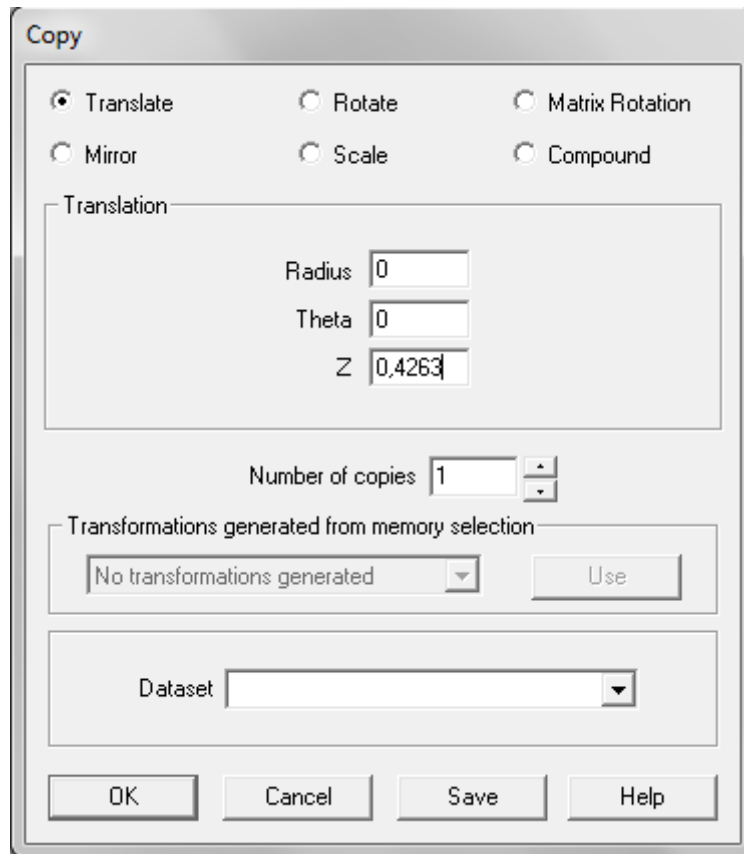 Copy
Translate Rotate Matrix Rotation
Mirror Scale Compound
Translation
Radius 0
Theta 0
Z 0,4263
Number of copies 1
Transformations generated from memory selection
No transformations generated Use
Dataset
OK Cancel Save Help